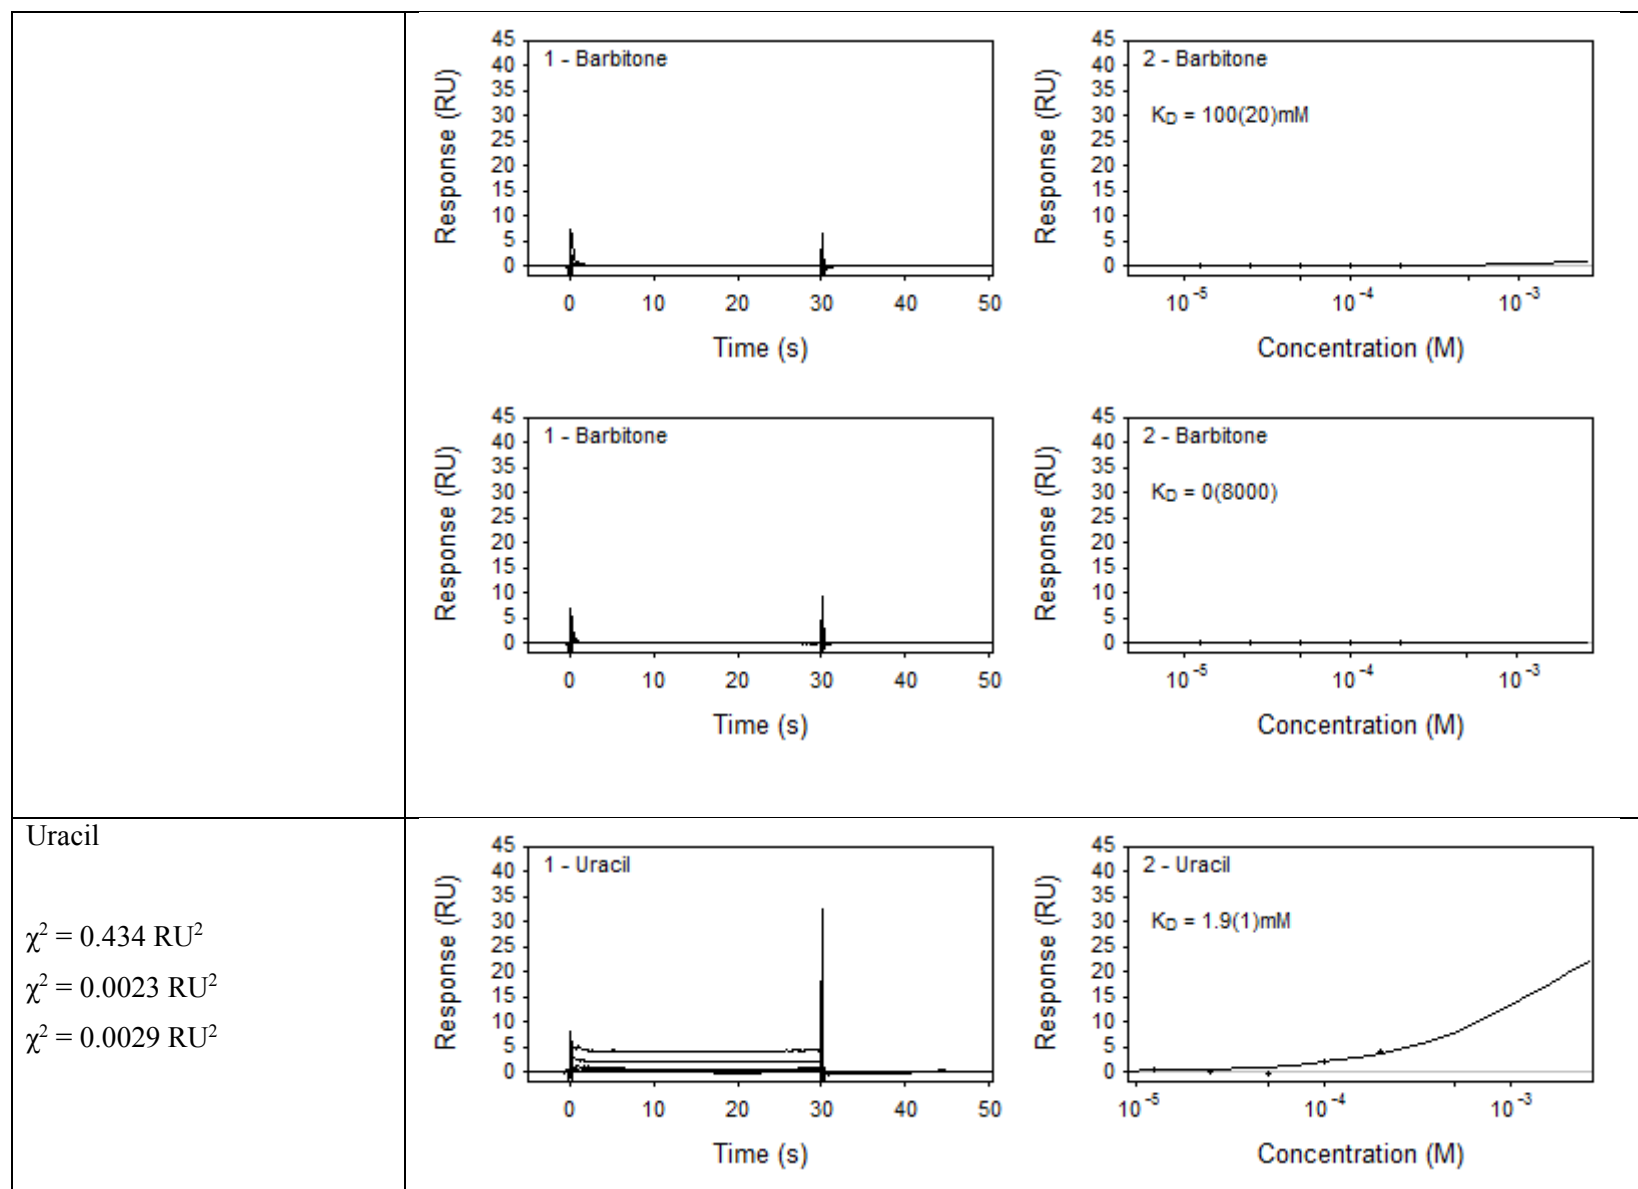 45
40
35
30
25
20
15
10
5
0
Response (RU)
1 - Barbitone
0 10 20 30 40 50
Time (s)
45
40
35
30
25
20
15
10
5
0
Response (RU)
2 - Barbitone
K_D = 100(20)mM
10^-5 10^-4 10^-3
Concentration (M)
45
40
35
30
25
20
15
10
5
0
Response (RU)
1 - Barbitone
0 10 20 30 40 50
Time (s)
45
40
35
30
25
20
15
10
5
0
Response (RU)
2 - Barbitone
K_D = 0(8000)
10^-5 10^-4 10^-3
Concentration (M)
Uracil
χ² = 0.434 RU²
χ² = 0.0023 RU²
χ² = 0.0029 RU²
45
40
35
30
25
20
15
10
5
0
Response (RU)
1 - Uracil
0 10 20 30 40 50
Time (s)
45
40
35
30
25
20
15
10
5
0
Response (RU)
2 - Uracil
K_D = 1.9(1)mM
10^-5 10^-4 10^-3
Concentration (M)